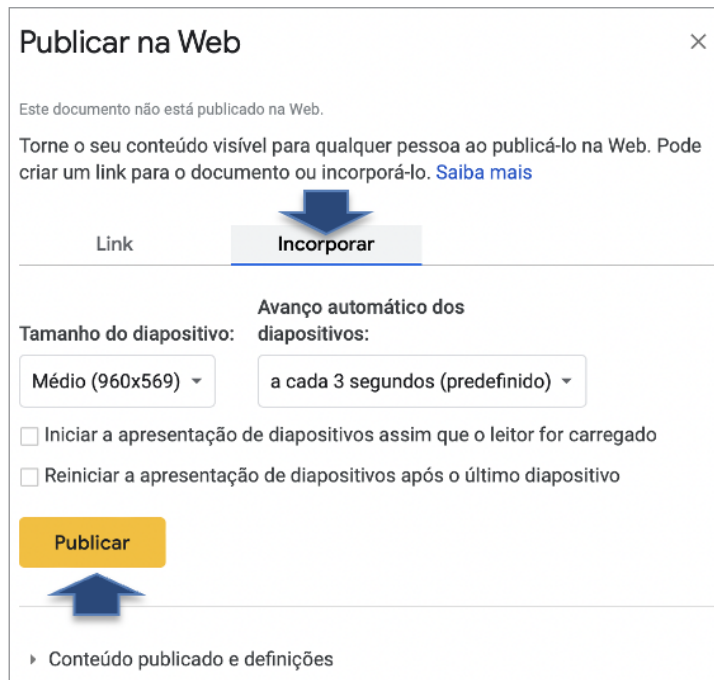 Publicar na Web
Este documento não está publicado na Web.
Torne o seu conteúdo visível para qualquer pessoa ao publicá-lo na Web. Pode
criar um link para o documento ou incorporá-lo. Saiba mais
Link Incorporar
Tamanho do diapositivo:
Avanço automático dos
diapositivos:
Médio (960x569)
a cada 3 segundos (predefinido)
Iniciar a apresentação de diapositivos assim que o leitor for carregado
Reiniciar a apresentação de diapositivos após o último diapositivo
Publicar
Conteúdo publicado e definições